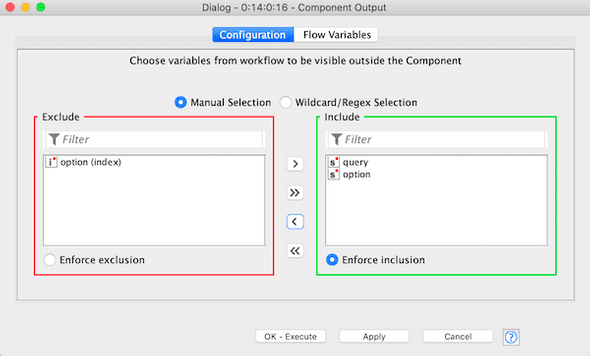 Dialog - 0:14:0:16 - Component Output
Configuration Flow Variables
Choose variables from workflow to be visible outside the Component
Manual Selection Wildcard/Regex Selection
Exclude Include
Filter Filter
i option (index) > s query
s option
>>
<
<<
Enforce exclusion Enforce inclusion
OK - Execute Apply Cancel ?